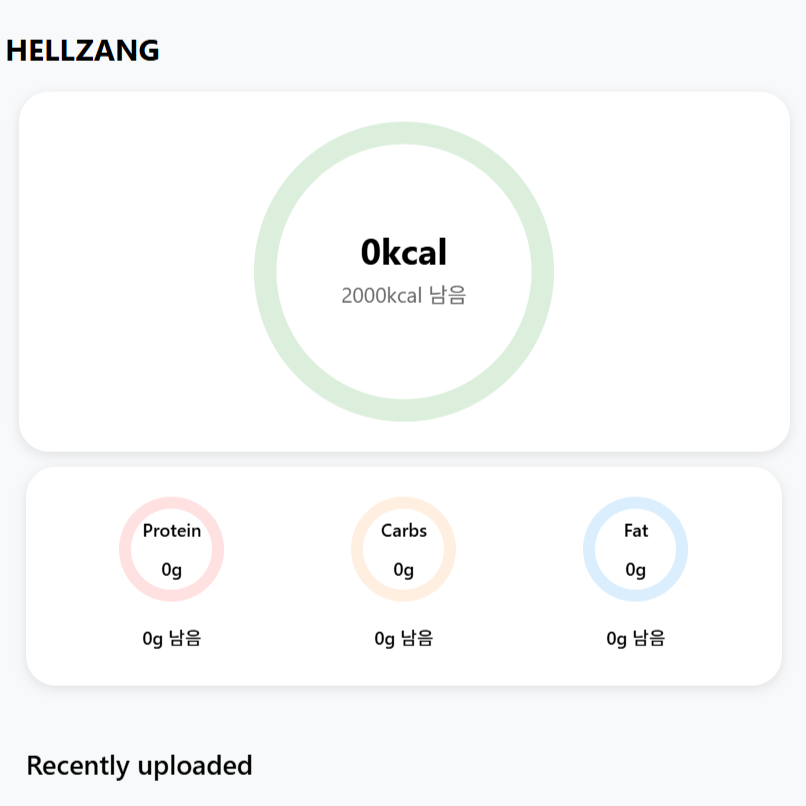 HELLZANG
0kcal
2000kcal 남음
Protein
0g
0g 남음
Carbs
0g
0g 남음
Fat
0g
0g 남음
Recently uploaded